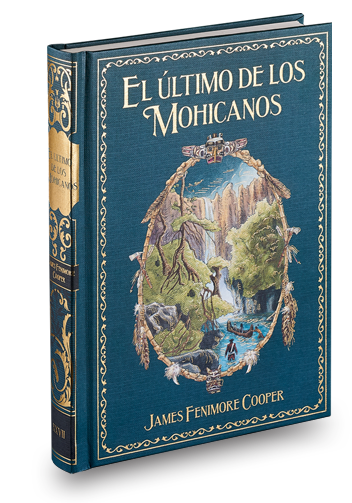 EL ÚLTIMO DE LOS
MOHICANOS
JAMES FENIMORE COOPER
EL ÚLTIMO
DE LOS
MOHICANOS
JAMES FENIMORE
COOPER